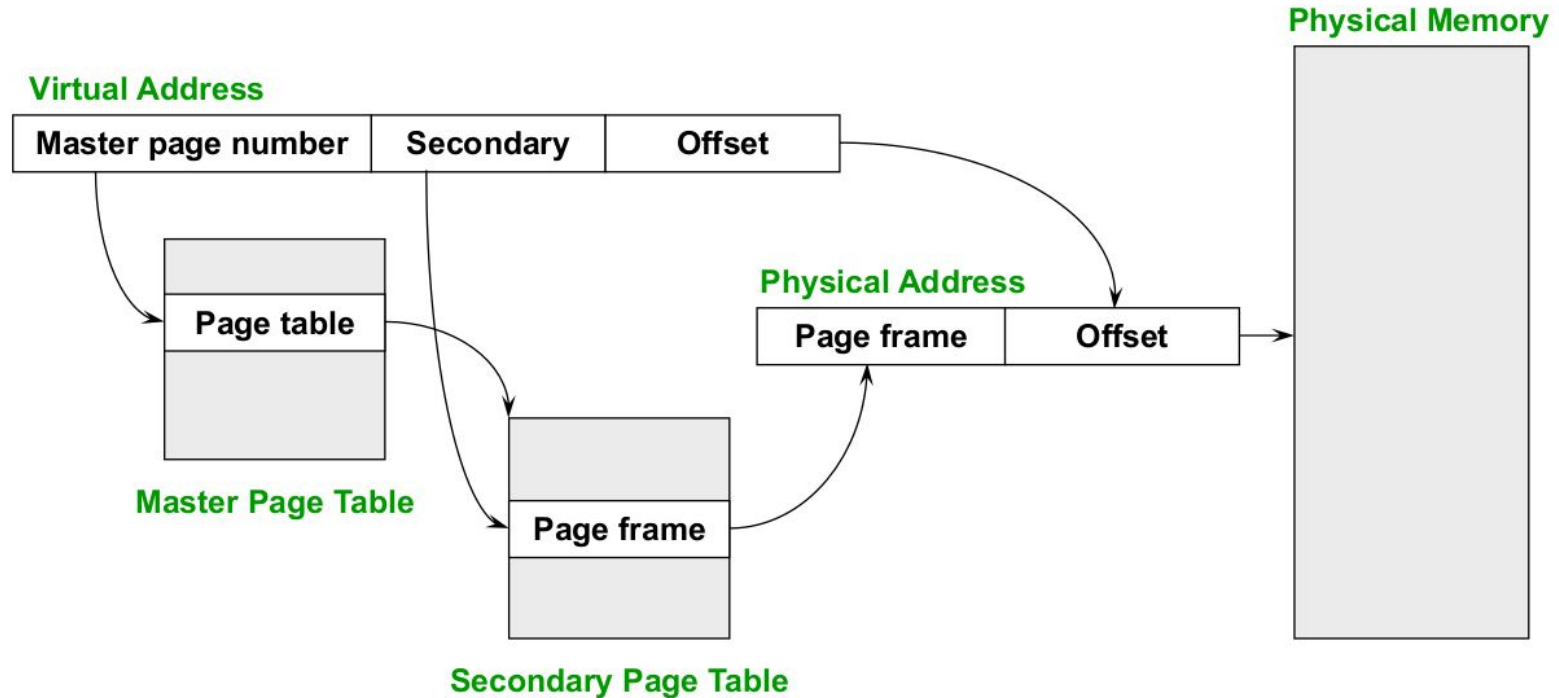 Physical Memory
Virtual Address
Master page number Secondary Offset
Physical Address
Page table
Page frame Offset
Master Page Table
Page frame
Secondary Page Table